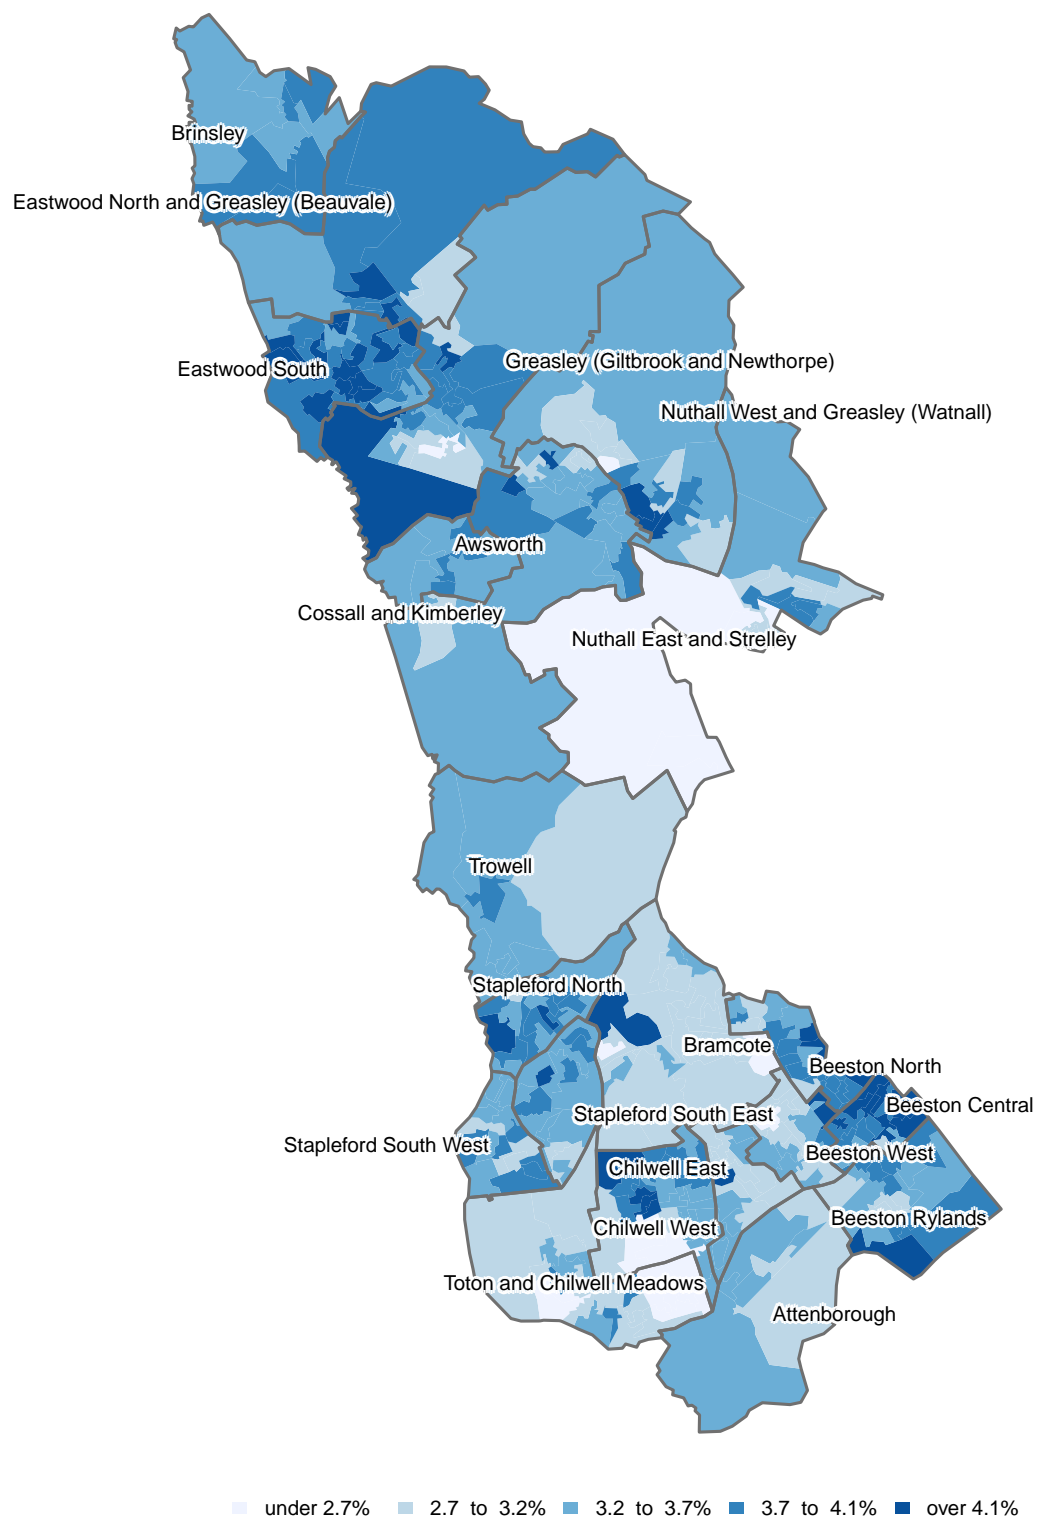 Brinsley
Eastwood North and Greasley (Beauvale)
Greasley (Giltbrook and Newthorpe)
Eastwood South
Nuthall West and Greasley (Watnall)
Awsworth
Cossall and Kimberley
Nuthall East and Strelley
Trowell
Stapleford North
Bramcote
Beeston North
Beeston Central
Stapleford South East
Stapleford South West
Beeston West
Chilwell East
Beeston Rylands
Chilwell West
Toton and Chilwell Meadows
Attenborough
under 2.7% 2.7 to 3.2% 3.2 to 3.7% 3.7 to 4.1% over 4.1%